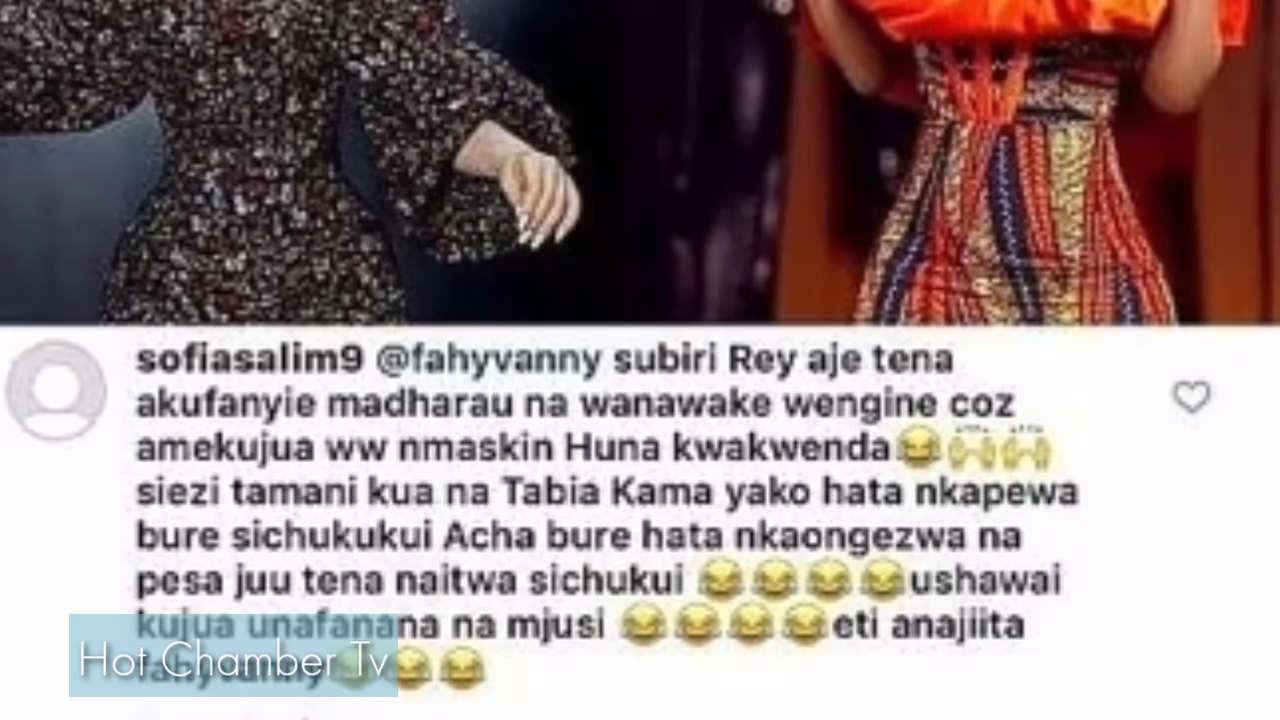 sofiasalim9 @fahyvanny subiri Rey aje tena
akufanyie madharau na wanawake wengine coz
amekujua ww nmaskin Huna kwakwenda😂🙌🙌
siezi tamani kua na Tabia Kama yako hata nkapewa
bure sichukukui Acha bure hata nkaongezwa na
pesa juu tena naitwa sichukui 😂😂😂😂ushawai
kujua unafanana na mjusi 😂😂😂😂eti anajiita
fahyvanny😂😂😂
Hot Chamber Tv